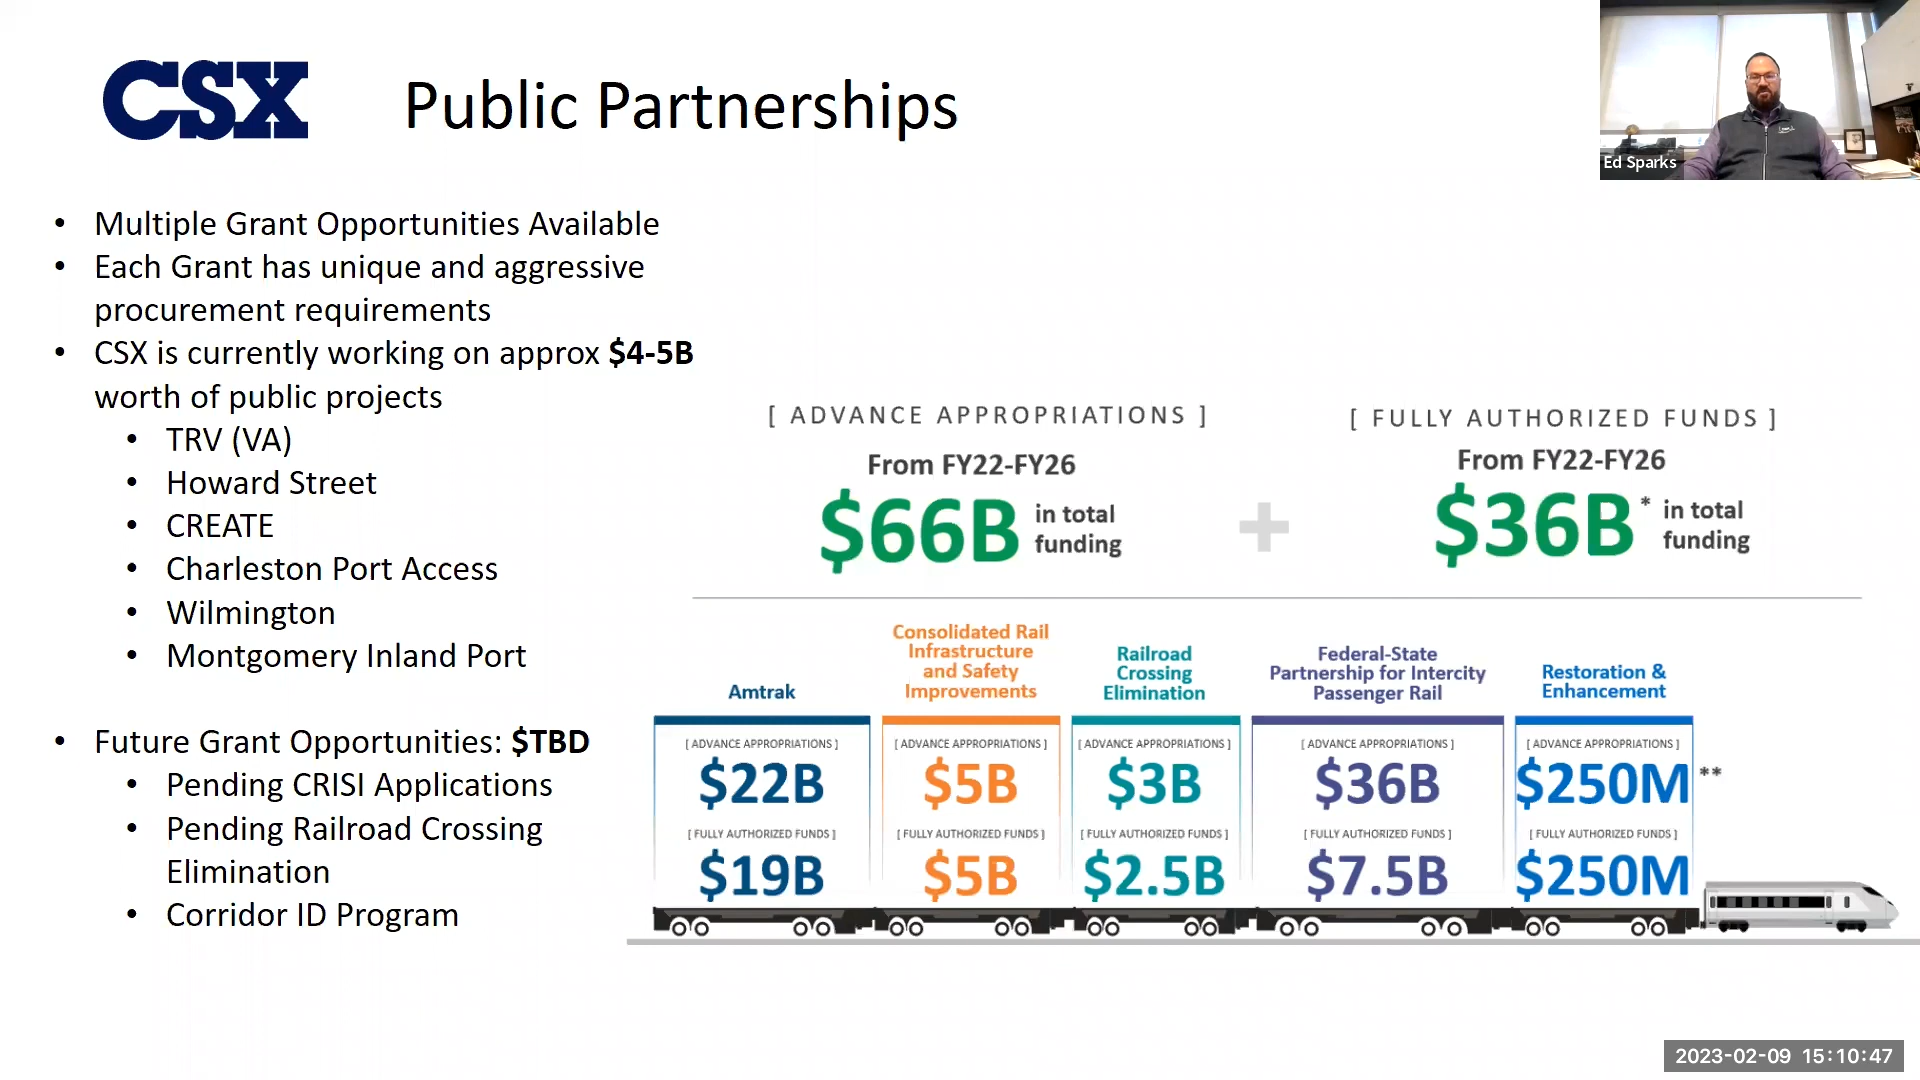 CSX
Public Partnerships
Ed Sparks
• Multiple Grant Opportunities Available
• Each Grant has unique and aggressive
procurement requirements
• CSX is currently working on approx $4-5B
worth of public projects
• TRV (VA)
• Howard Street
• CREATE
• Charleston Port Access
• Wilmington
• Montgomery Inland Port
• Future Grant Opportunities: $TBD
• Pending CRISI Applications
• Pending Railroad Crossing
Elimination
• Corridor ID Program
[ ADVANCE APPROPRIATIONS ]
From FY22-FY26
$66B in total
funding
+
[ FULLY AUTHORIZED FUNDS ]
From FY22-FY26
$36B* in total
funding
Amtrak
[ ADVANCE APPROPRIATIONS ]
$22B
[ FULLY AUTHORIZED FUNDS ]
$19B
Consolidated Rail
Infrastructure
and Safety
Improvements
[ ADVANCE APPROPRIATIONS ]
$5B
[ FULLY AUTHORIZED FUNDS ]
$5B
Railroad
Crossing
Elimination
[ ADVANCE APPROPRIATIONS ]
$3B
[ FULLY AUTHORIZED FUNDS ]
$2.5B
Federal-State
Partnership for Intercity
Passenger Rail
[ ADVANCE APPROPRIATIONS ]
$36B
[ FULLY AUTHORIZED FUNDS ]
$7.5B
Restoration &
Enhancement
[ ADVANCE APPROPRIATIONS ]
$250M **
[ FULLY AUTHORIZED FUNDS ]
$250M
2023-02-09 15:10:47